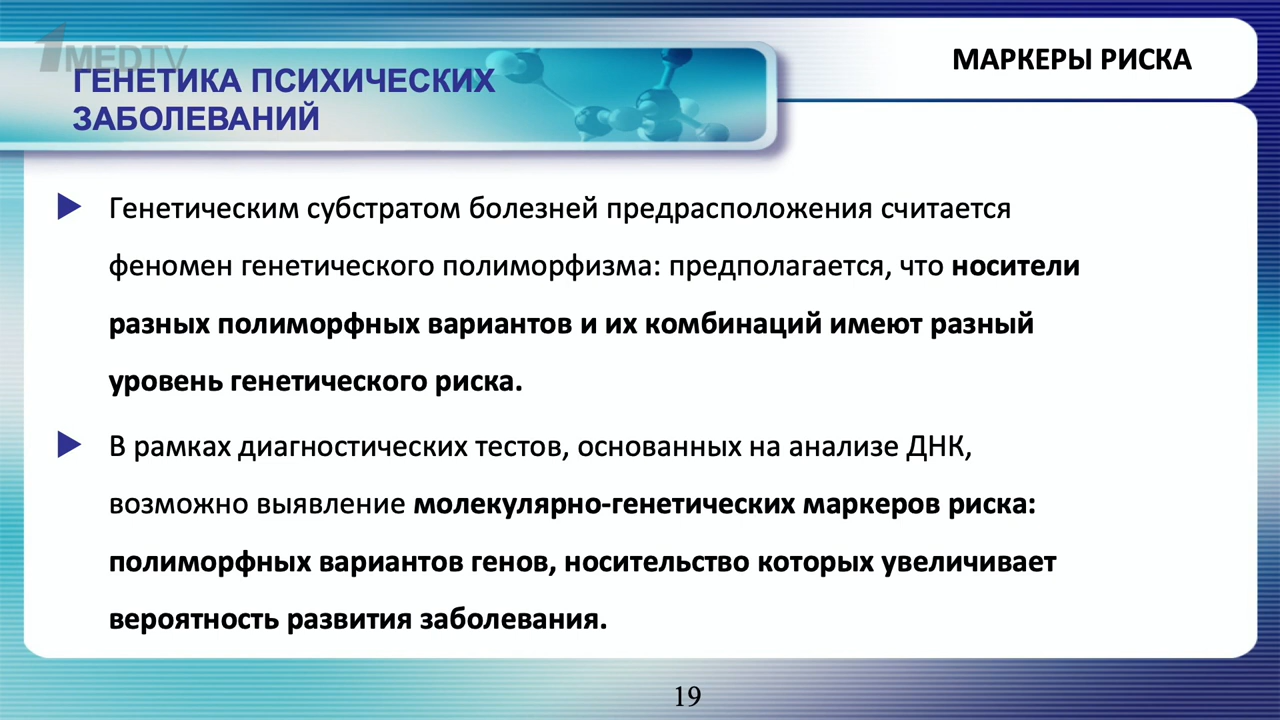 1MEDTV
ГЕНЕТИКА ПСИХИЧЕСКИХ
ЗАБОЛЕВАНИЙ
МАРКЕРЫ РИСКА
Генетическим субстратом болезней предрасположения считается
феномен генетического полиморфизма: предполагается, что носители
разных полиморфных вариантов и их комбинаций имеют разный
уровень генетического риска.
В рамках диагностических тестов, основанных на анализе ДНК,
возможно выявление молекулярно-генетических маркеров риска:
полиморфных вариантов генов, носительство которых увеличивает
вероятность развития заболевания.
19